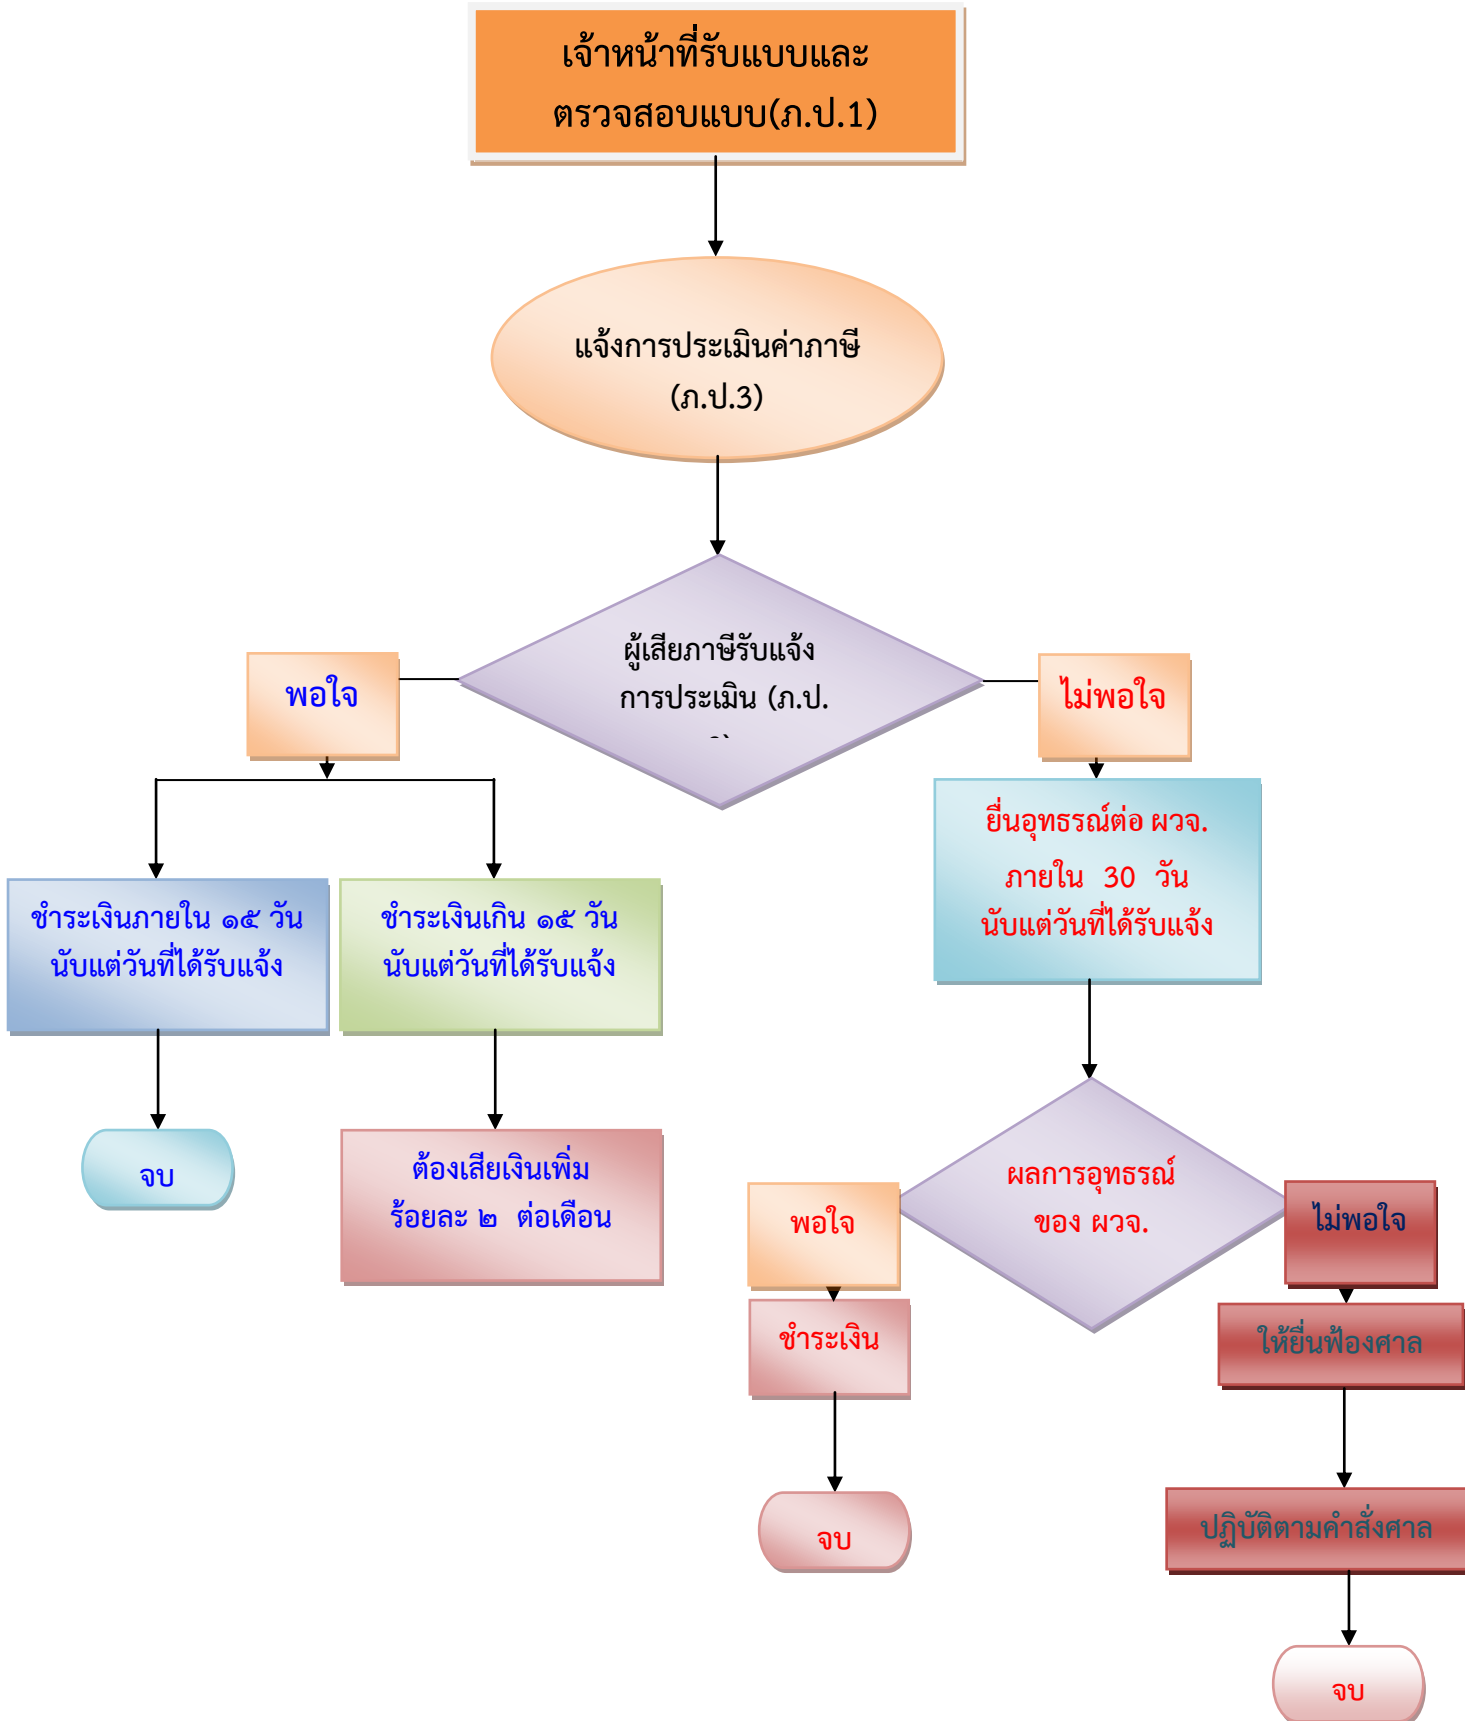 เจ้าหน้าที่รับแบบและ
ตรวจสอบแบบ(ภ.ป.1)
แจ้งการประเมินค่าภาษี
(ภ.ป.3)
ผู้เสียภาษีรับแจ้ง
การประเมิน (ภ.ป.
พอใจ
ไม่พอใจ
ชำระเงินภายใน ๑๕ วัน
นับแต่วันที่ได้รับแจ้ง
ชำระเงินเกิน ๑๕ วัน
นับแต่วันที่ได้รับแจ้ง
ยื่นอุทธรณ์ต่อ ผวจ.
ภายใน 30 วัน
นับแต่วันที่ได้รับแจ้ง
จบ
ต้องเสียเงินเพิ่ม
ร้อยละ ๒ ต่อเดือน
ผลการอุทธรณ์
ของ ผวจ.
พอใจ
ไม่พอใจ
ชำระเงิน
ให้ยื่นฟ้องศาล
จบ
ปฏิบัติตามคำสั่งศาล
จบ